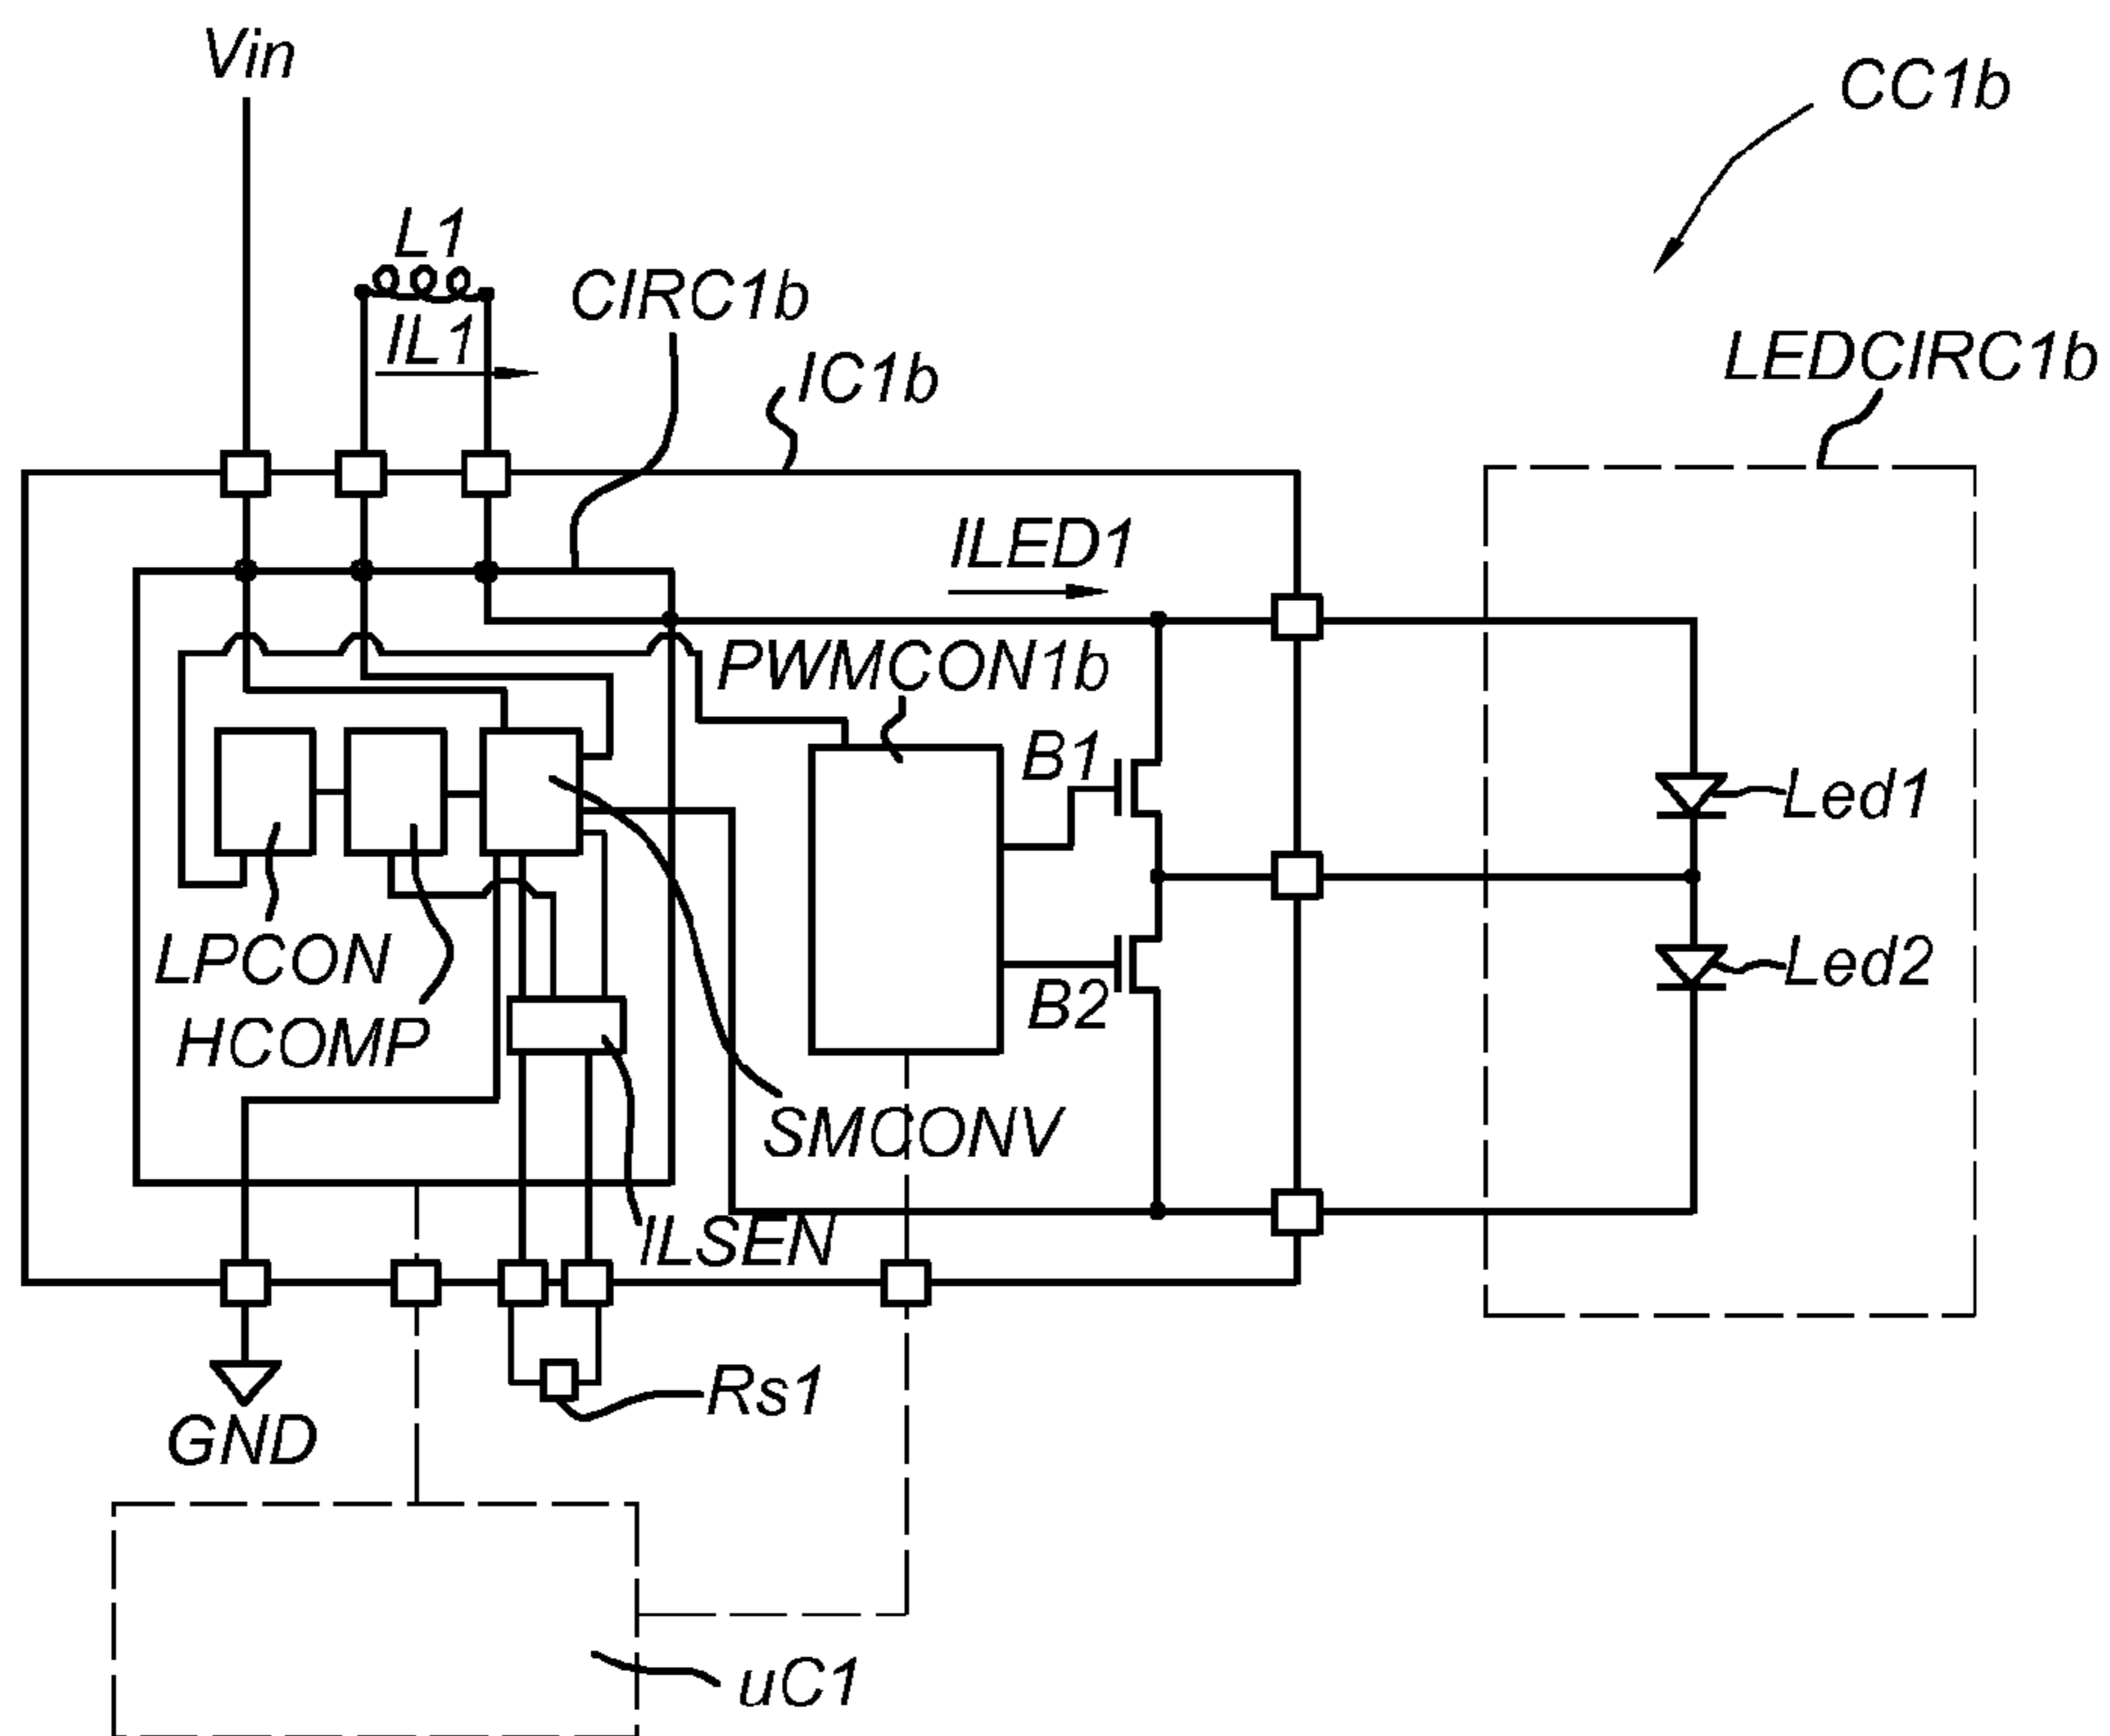 Vin
CC1b
L1
IL1
CIRC1b
IC1b
LEDCIRC1b
ILED1
PWMCON1b
B1
Led1
LPCON
B2
Led2
HCOMP
SMCONV
ILSEN
Rs1
GND
uC1